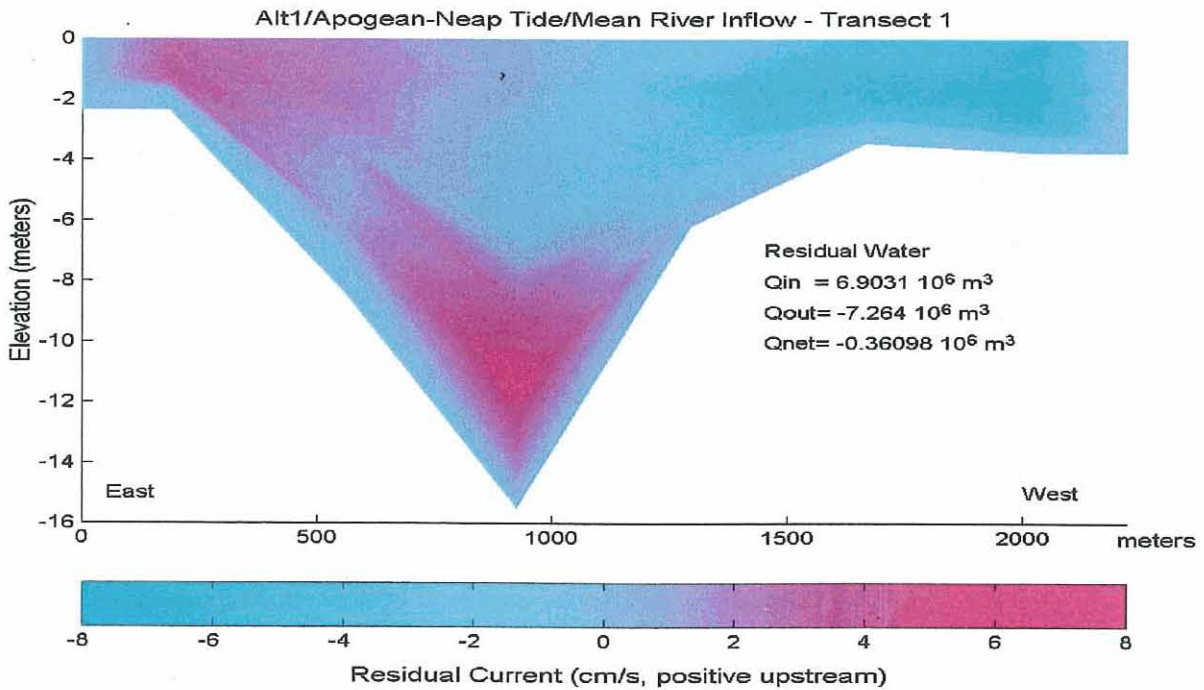 Alt1/Apogean-Neap Tide/Mean River Inflow - Transect 1
0
-2
-4
-6
-8
-10
-12
-14
-16
Elevation (meters)
Residual Water
Qin = 6.9031 10⁶ m³
Qout= -7.264 10⁶ m³
Qnet= -0.36098 10⁶ m³
East
West
0 500 1000 1500 2000 meters
-8 -6 -4 -2 0 2 4 6 8
Residual Current (cm/s, positive upstream)